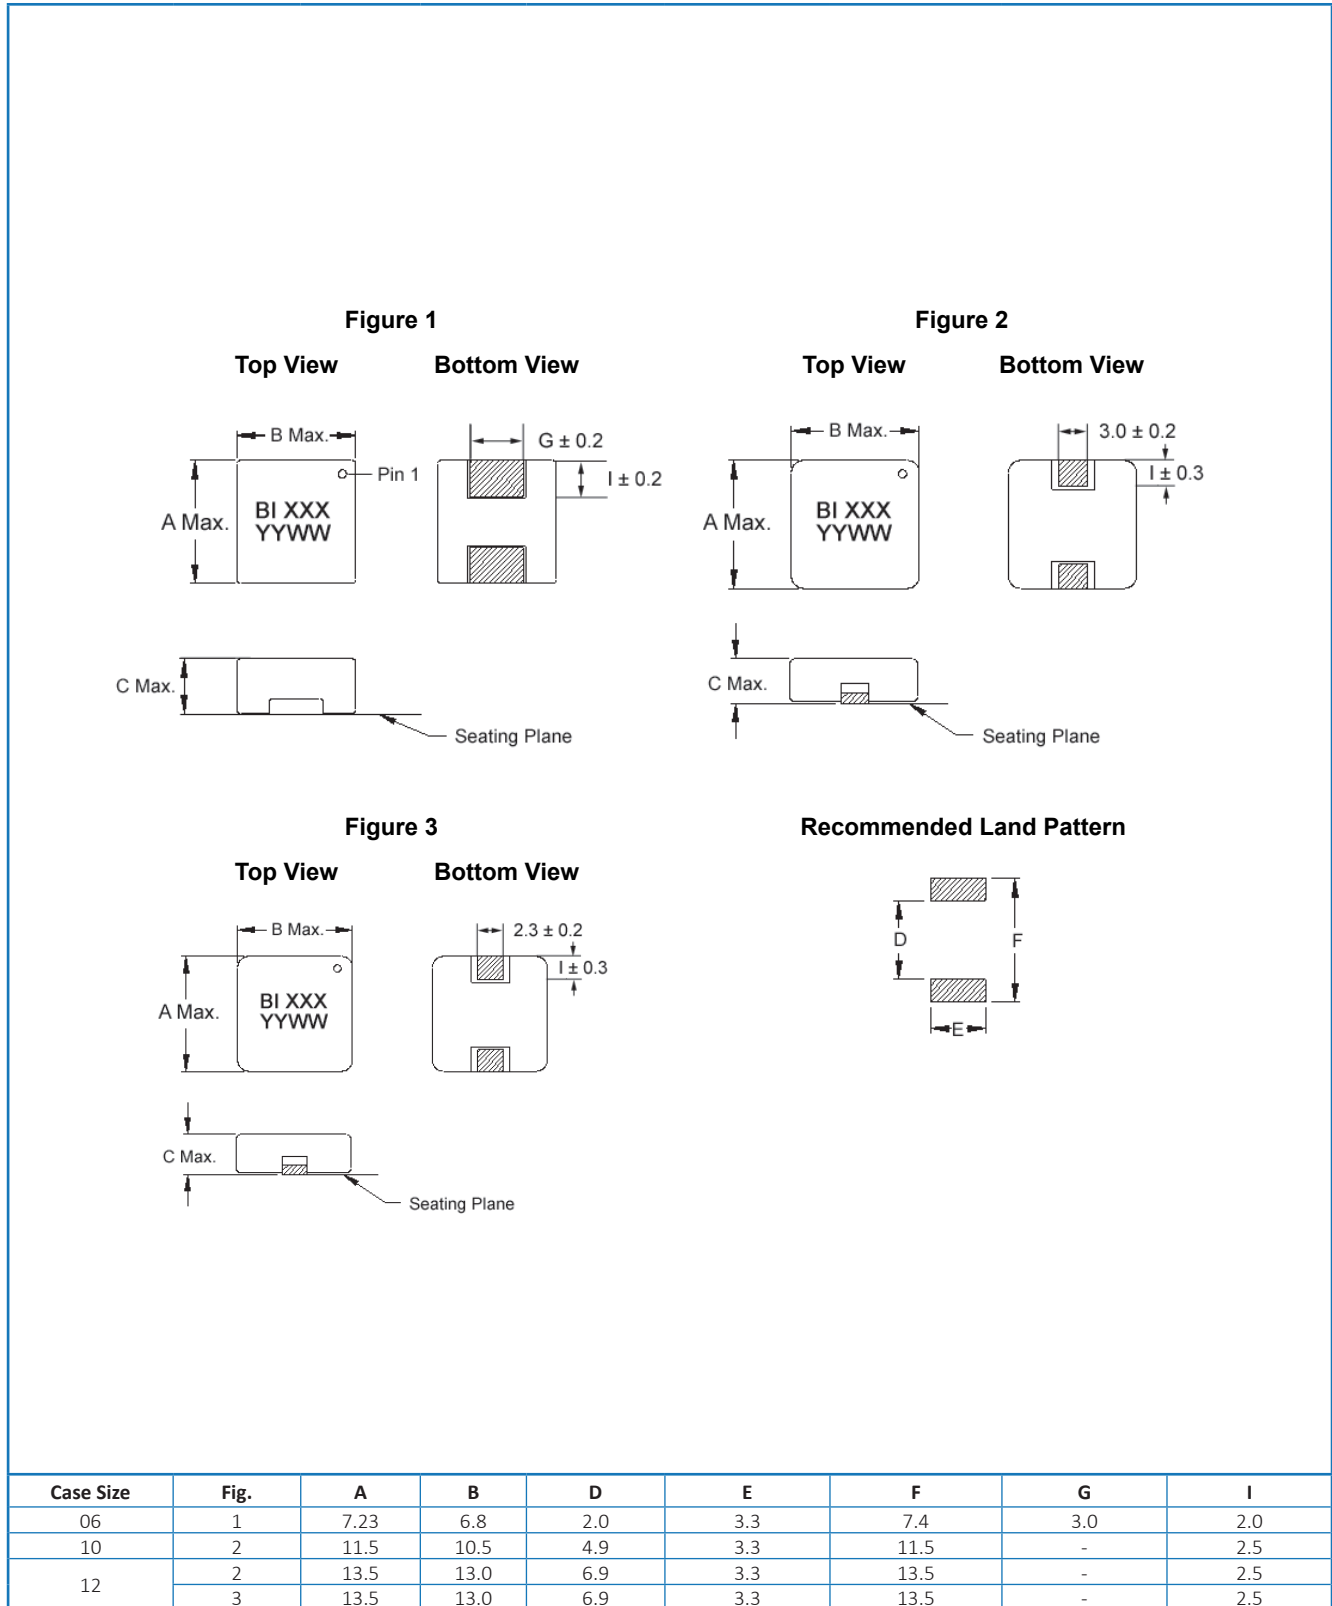 Figure 1
Top View Bottom View
B Max.
Pin 1
A Max.
BI XXX
YYWW
G ± 0.2
I ± 0.2
C Max.
Seating Plane
Figure 2
Top View Bottom View
B Max.
A Max.
BI XXX
YYWW
3.0 ± 0.2
I ± 0.3
C Max.
Seating Plane
Figure 3
Top View Bottom View
B Max.
A Max.
BI XXX
YYWW
2.3 ± 0.2
I ± 0.3
C Max.
Seating Plane
Recommended Land Pattern
D
F
E
Case Size Fig. A B D E F G I
06 1 7.23 6.8 2.0 3.3 7.4 3.0 2.0
10 2 11.5 10.5 4.9 3.3 11.5 - 2.5
12 2 13.5 13.0 6.9 3.3 13.5 - 2.5
3 13.5 13.0 6.9 3.3 13.5 - 2.5